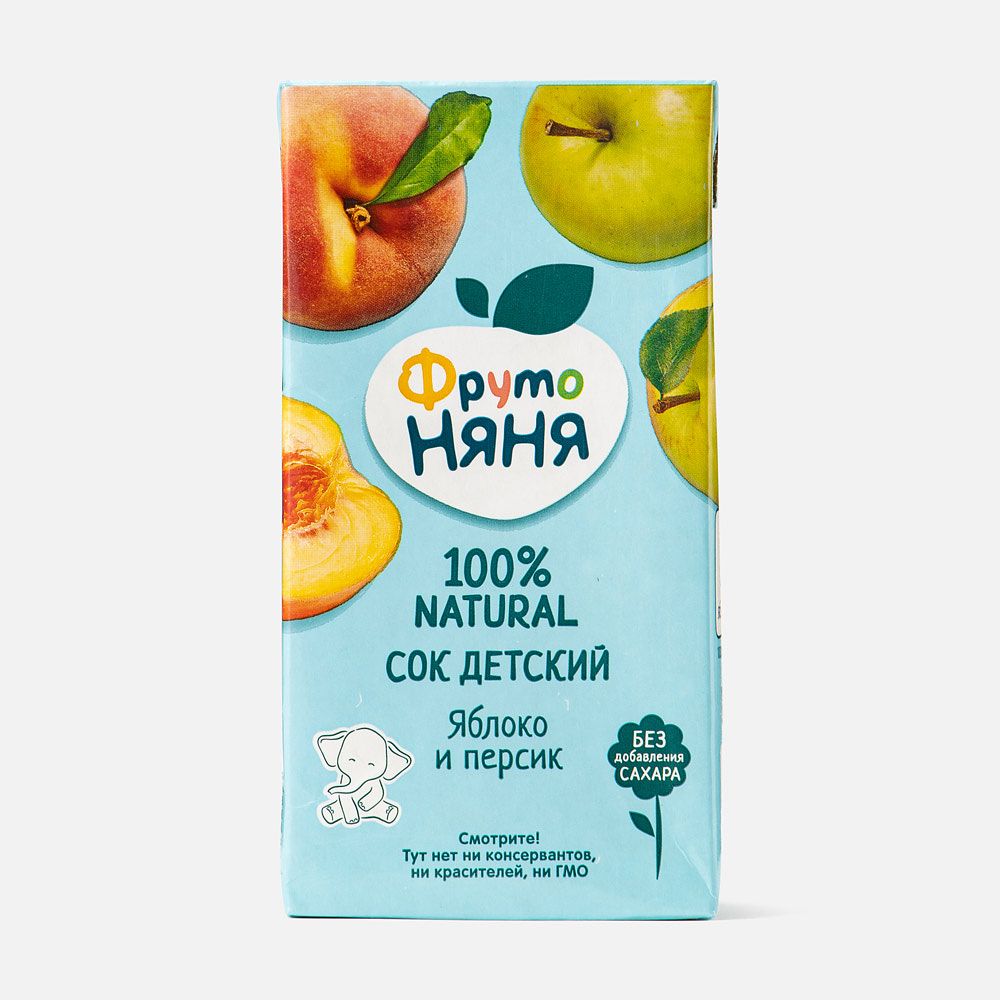 Фруто
НЯНЯ
100%
NATURAL
СОК ДЕТСКИЙ
Яблоко
и персик
БЕЗ
добавления
САХАРА
Смотрите!
Тут нет ни консервантов,
ни красителей, ни ГМО